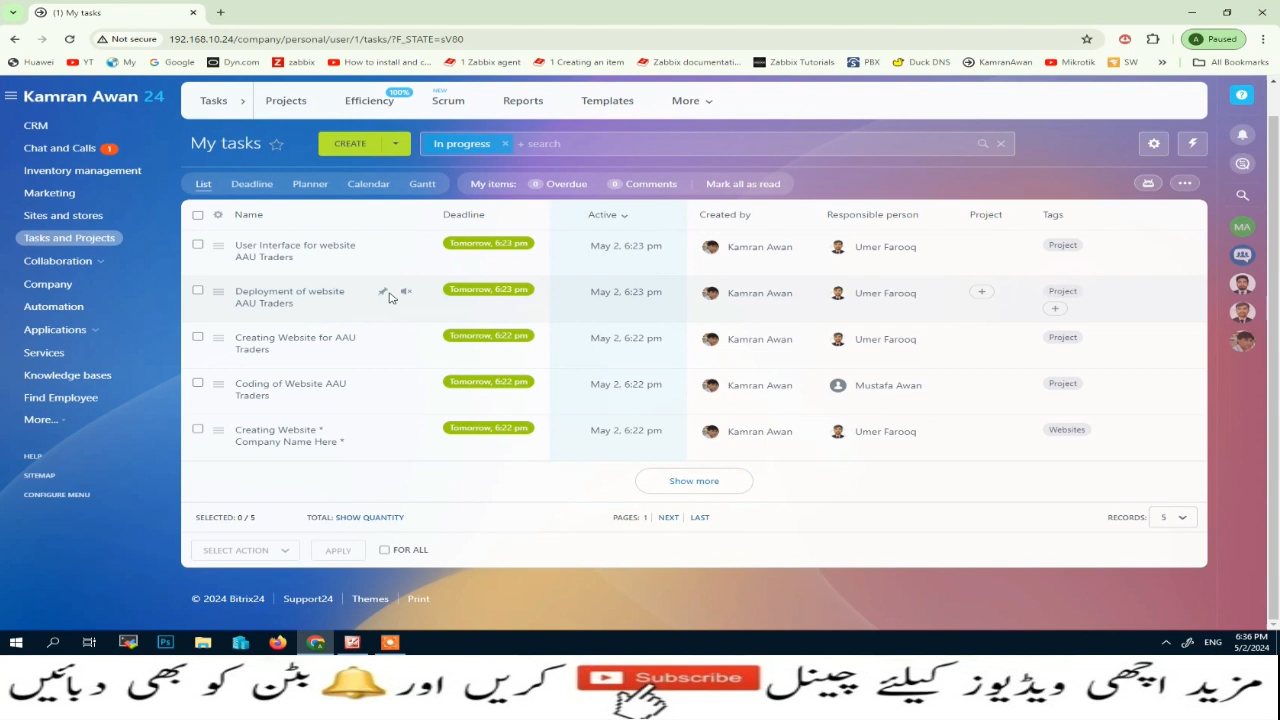 (1) My tasks
Not secure 192.168.10.24/company/personal/user/1/tasks/?F_STATE=sV80
Paused
Huawei YT My Google Dyn.com zabbix How to install and c... 1 Zabbix agent 1 Creating an item Zabbix documentati... Zabbix Tutorials PBX Duck DNS KamranAwan Mikrotik SW » All Bookmarks
Kamran Awan 24
CRM
Chat and Calls 1
Inventory management
Marketing
Sites and stores
Tasks and Projects
Collaboration
Company
Automation
Applications
Services
Knowledge bases
Find Employee
More...
HELP
SITEMAP
CONFIGURE MENU
Tasks Projects Efficiency 100% Scrum NEW Reports Templates More
My tasks CREATE In progress × + search
List Deadline Planner Calendar Gantt My items: 0 Overdue 0 Comments Mark all as read
MA
Name Deadline Active Created by Responsible person Project Tags
User Interface for website AAU Traders Tomorrow, 6:23 pm May 2, 6:23 pm Kamran Awan Umer Farooq Project
Deployment of website AAU Traders Tomorrow, 6:23 pm May 2, 6:23 pm Kamran Awan Umer Farooq + Project +
Creating Website for AAU Traders Tomorrow, 6:22 pm May 2, 6:22 pm Kamran Awan Umer Farooq Project
Coding of Website AAU Traders Tomorrow, 6:22 pm May 2, 6:22 pm Kamran Awan Mustafa Awan Project
Creating Website * Company Name Here * Tomorrow, 6:22 pm May 2, 6:22 pm Kamran Awan Umer Farooq Websites
Show more
SELECTED: 0 / 5 TOTAL: SHOW QUANTITY PAGES: 1 NEXT LAST RECORDS: 5
SELECT ACTION APPLY FOR ALL
© 2024 Bitrix24 Support24 Themes Print
ENG 6:36 PM
5/2/2024
مزید اچھی ویڈیوز کیلئے چینل Subscribe کریں اور بٹن کو بھی دبائیں